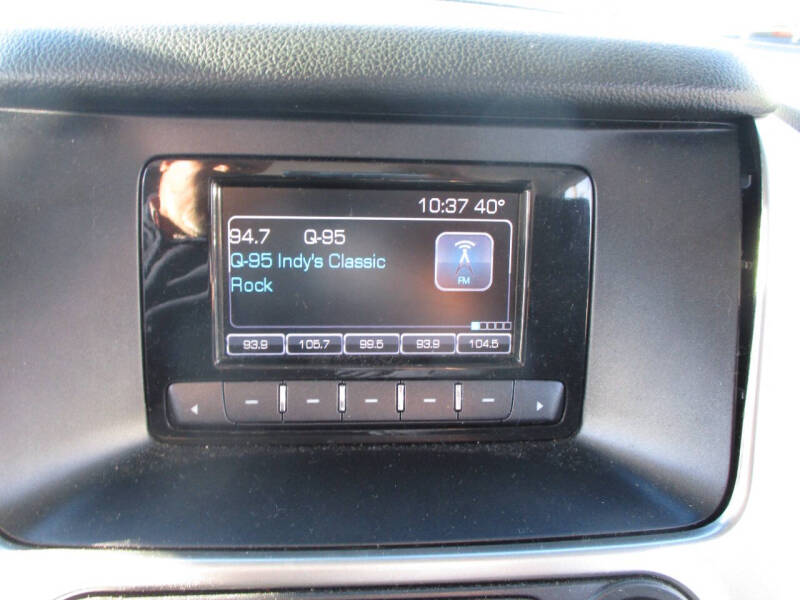 10:37 40°
94.7 Q-95
Q-95 Indy's Classic
Rock
FM
93.9 105.7 99.5 93.9 104.5